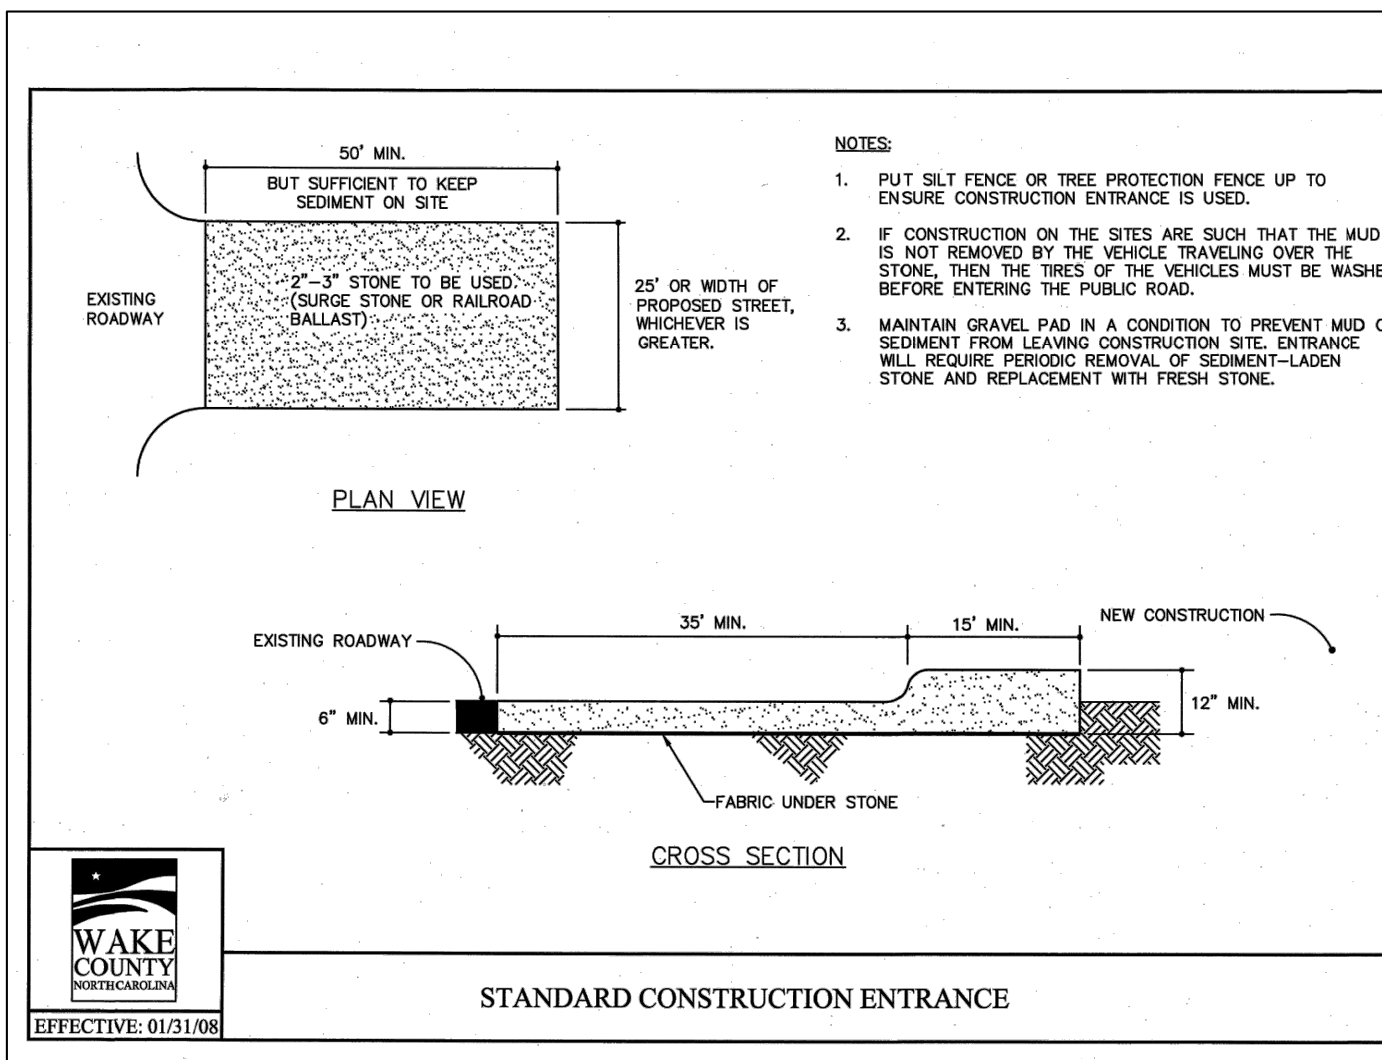 50' MIN.
BUT SUFFICIENT TO KEEP
SEDIMENT ON SITE
2"-3" STONE TO BE USED.
(SURGE STONE OR RAILROAD
BALLAST)
EXISTING
ROADWAY
25' OR WIDTH OF
PROPOSED STREET,
WHICHEVER IS
GREATER.
PLAN VIEW
NOTES:
1. PUT SILT FENCE OR TREE PROTECTION FENCE UP TO
ENSURE CONSTRUCTION ENTRANCE IS USED.
2. IF CONSTRUCTION ON THE SITES ARE SUCH THAT THE MUD
IS NOT REMOVED BY THE VEHICLE TRAVELING OVER THE
STONE, THEN THE TIRES OF THE VEHICLES MUST BE WASHE
BEFORE ENTERING THE PUBLIC ROAD.
3. MAINTAIN GRAVEL PAD IN A CONDITION TO PREVENT MUD
SEDIMENT FROM LEAVING CONSTRUCTION SITE. ENTRANCE
WILL REQUIRE PERIODIC REMOVAL OF SEDIMENT-LADEN
STONE AND REPLACEMENT WITH FRESH STONE.
EXISTING ROADWAY
35' MIN.
15' MIN.
NEW CONSTRUCTION
6" MIN.
12" MIN.
FABRIC UNDER STONE
CROSS SECTION
WAKE
COUNTY
NORTH CAROLINA
EFFECTIVE: 01/31/08
STANDARD CONSTRUCTION ENTRANCE